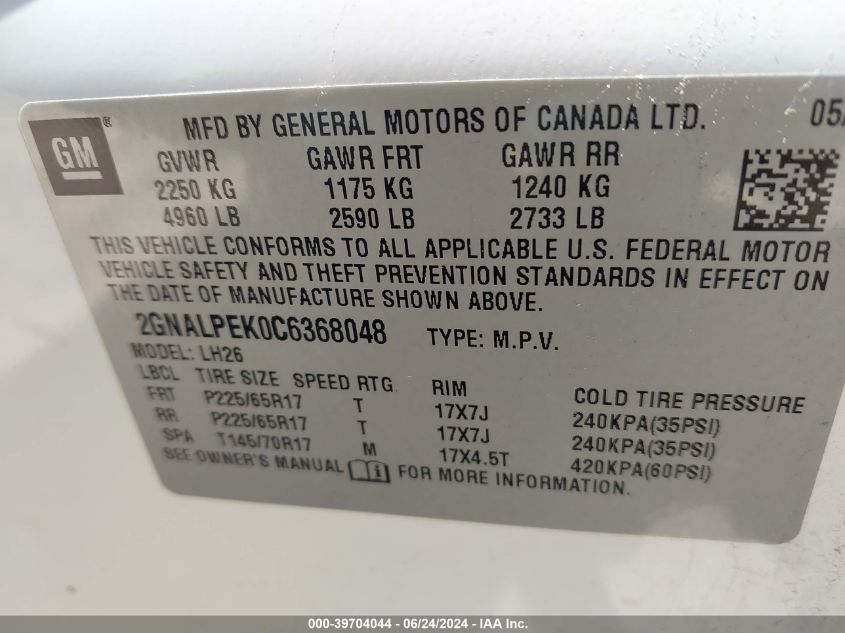 GM ®
MFD BY GENERAL MOTORS OF CANADA LTD. 05/
GVWR GAWR FRT GAWR RR
2250 KG 1175 KG 1240 KG
4960 LB 2590 LB 2733 LB
THIS VEHICLE CONFORMS TO ALL APPLICABLE U.S. FEDERAL MOTOR
VEHICLE SAFETY AND THEFT PREVENTION STANDARDS IN EFFECT ON
THE DATE OF MANUFACTURE SHOWN ABOVE.
2GNALPEK0C6368048 TYPE: M.P.V.
MODEL: LH26
LBCL TIRE SIZE SPEED RTG RIM COLD TIRE PRESSURE
FRT P225/65R17 T 17X7J 240KPA(35PSI)
RR P225/65R17 T 17X7J 240KPA(35PSI)
SPA T145/70R17 M 17X4.5T 420KPA(60PSI)
SEE OWNER'S MANUAL FOR MORE INFORMATION.
000-39704044 / 06/24/2024 - IAA Inc.